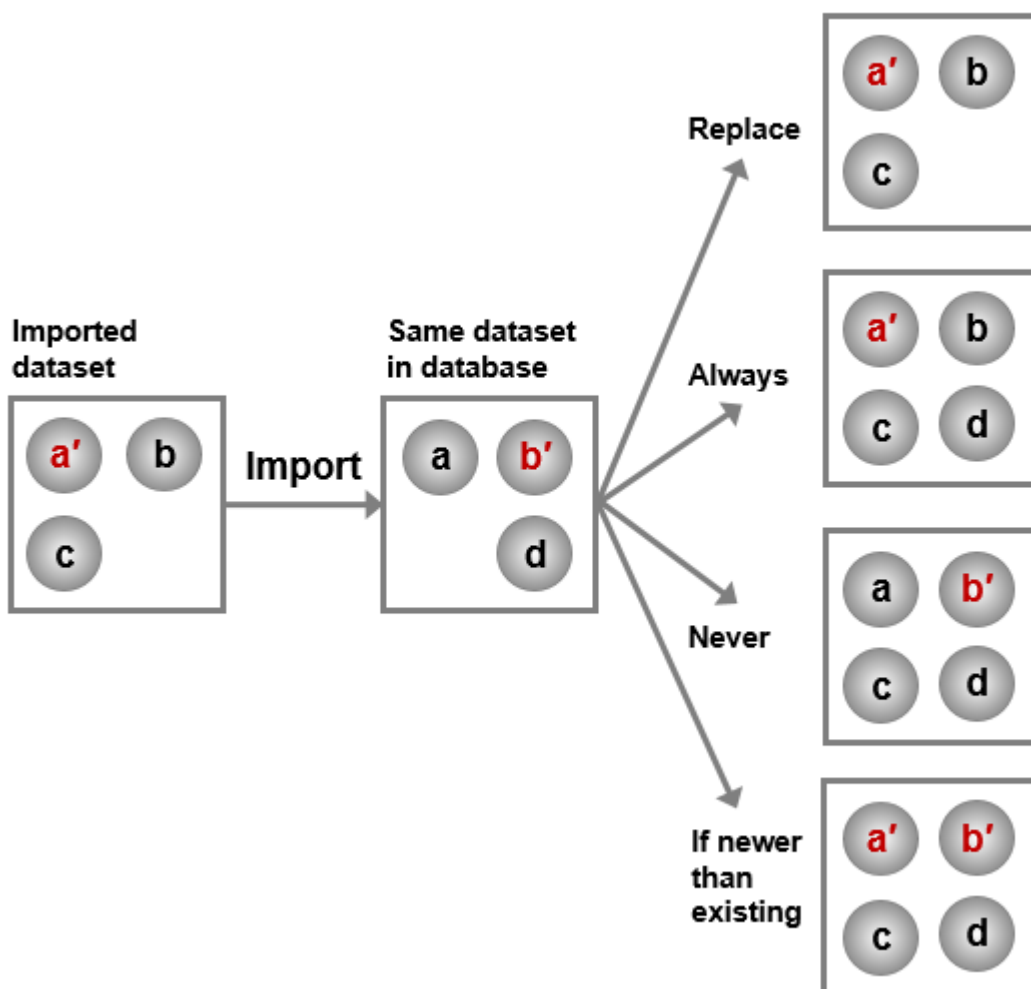 Imported
dataset
a′ b
c
Import
Same dataset
in database
a b′
d
Replace
a′ b
c
Always
a′ b
c d
Never
a b′
c d
If newer
than
existing
a′ b′
c d